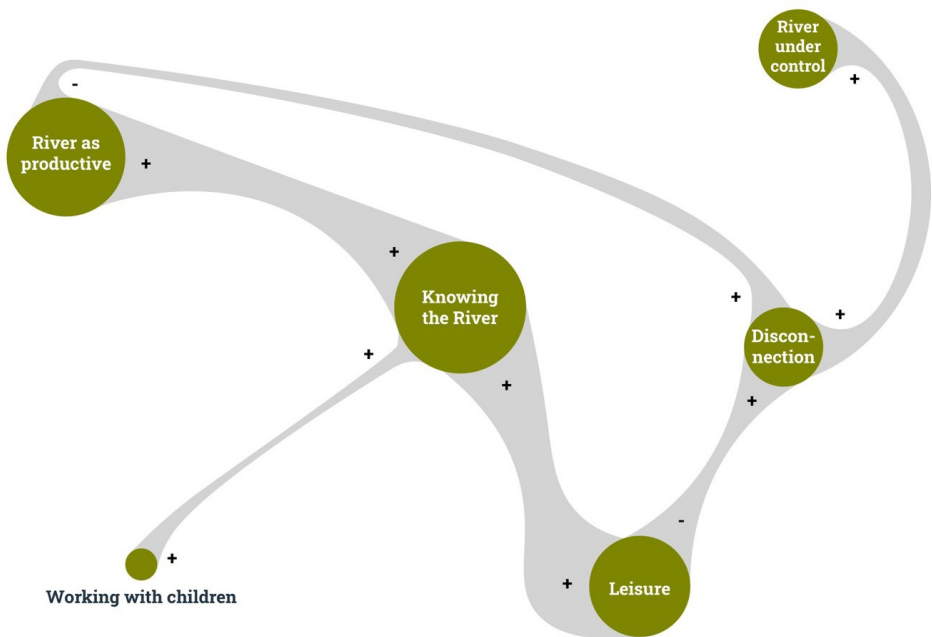 River
under
control
+
-
River as
productive
+
+
Knowing
the River
+
+
+
+
Discon-
nection
+
+
-
+
Leisure
+
Working with children